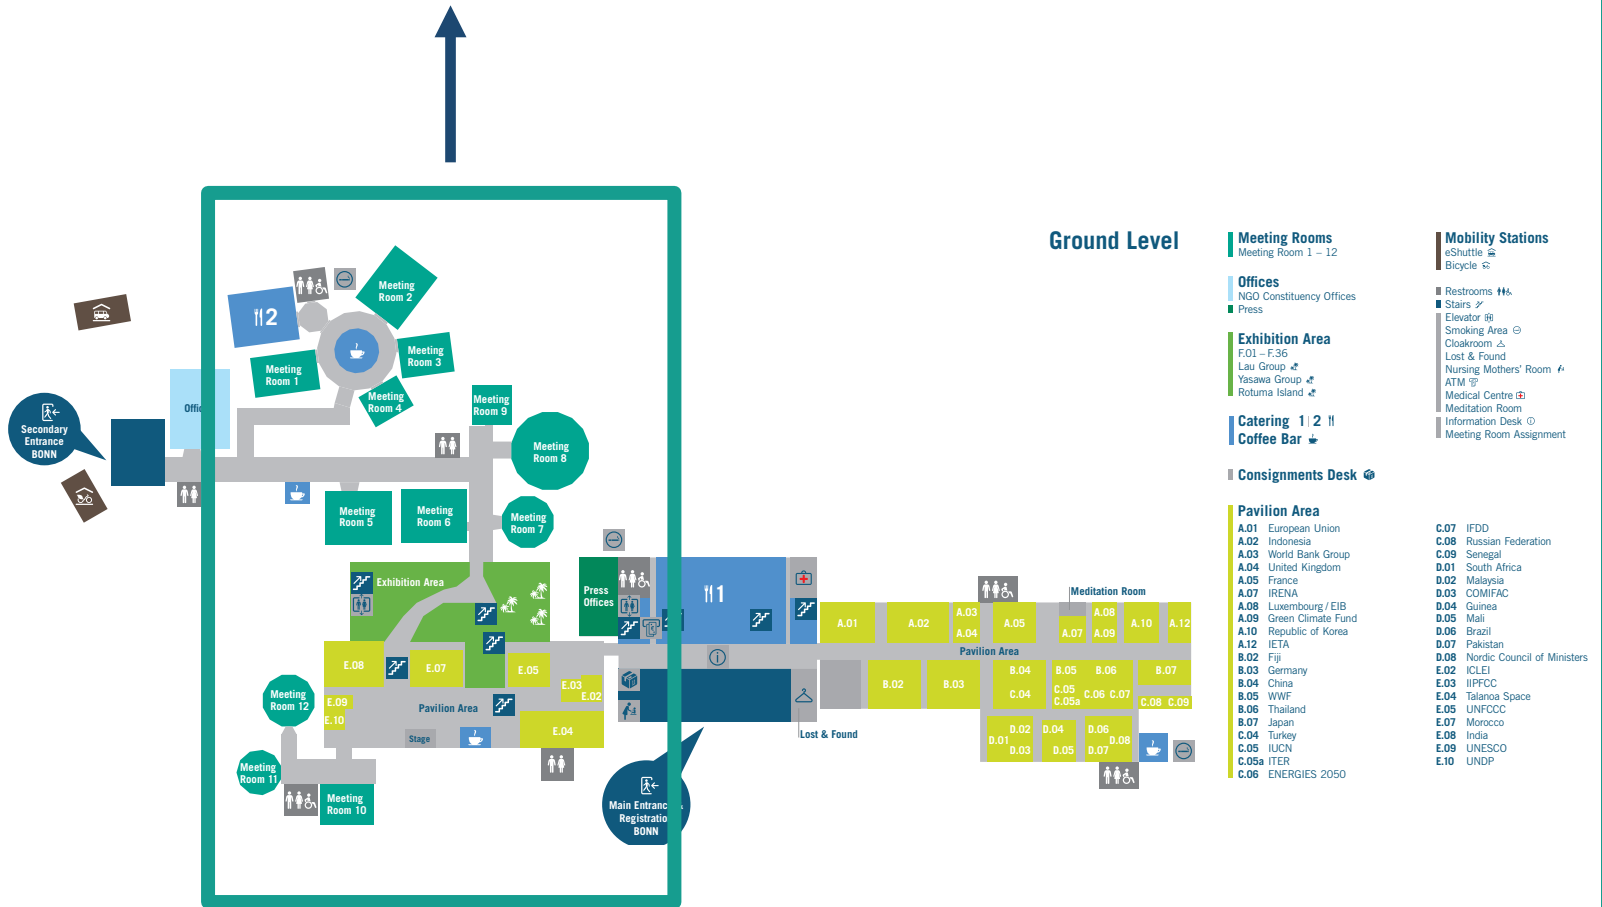 Ground Level
Meeting Rooms
Meeting Room 1 – 12
Offices
NGO Constituency Offices
Press
Exhibition Area
F.01 – F.36
Lau Group
Yasawa Group
Rotuma Island
Catering 1 | 2
Coffee Bar
Consignments Desk
Pavilion Area
A.01 European Union
A.02 Indonesia
A.03 World Bank Group
A.04 United Kingdom
A.05 France
A.07 IRENA
A.08 Luxembourg / EIB
A.09 Green Climate Fund
A.10 Republic of Korea
A.12 IETA
B.02 Fiji
B.03 Germany
B.04 China
B.05 WWF
B.06 Thailand
B.07 Japan
C.04 Turkey
C.05 IUCN
C.05a ITER
C.06 ENERGIES 2050
Mobility Stations
eShuttle
Bicycle
Restrooms
Stairs
Elevator
Smoking Area
Cloakroom
Lost & Found
Nursing Mothers' Room
ATM
Medical Centre
Meditation Room
Information Desk
Meeting Room Assignment
C.07 IFDD
C.08 Russian Federation
C.09 Senegal
D.01 South Africa
D.02 Malaysia
D.03 COMIFAC
D.04 Guinea
D.05 Mali
D.06 Brazil
D.07 Pakistan
D.08 Nordic Council of Ministers
E.02 ICLEI
E.03 IIPFCC
E.04 Talanoa Space
E.05 UNFCCC
E.07 Morocco
E.08 India
E.09 UNESCO
E.10 UNDP
Meeting
Room 2
2
Meeting
Room 3
Meeting
Room 1
Meeting
Room 4
Meeting
Room 9
Secondary
Entrance
BONN
Meeting
Room 8
Meeting
Room 5
Meeting
Room 6
Meeting
Room 7
Exhibition Area
Press
Offices
1
Meditation Room
A.01
A.02
A.03
A.04
A.05
A.07
A.08
A.09
A.10
A.12
Pavilion Area
E.08
E.07
E.05
E.03
E.02
E.09
E.10
Pavilion Area
Stage
E.04
B.02
B.03
B.04
C.04
B.05
C.05
C.05a
B.06
C.06 C.07
B.07
C.08 C.09
D.01
D.02
D.03
D.04
D.05
D.06
D.07
D.08
Lost & Found
Meeting
Room 12
Meeting
Room 11
Meeting
Room 10
Main Entrance
Registration
BONN